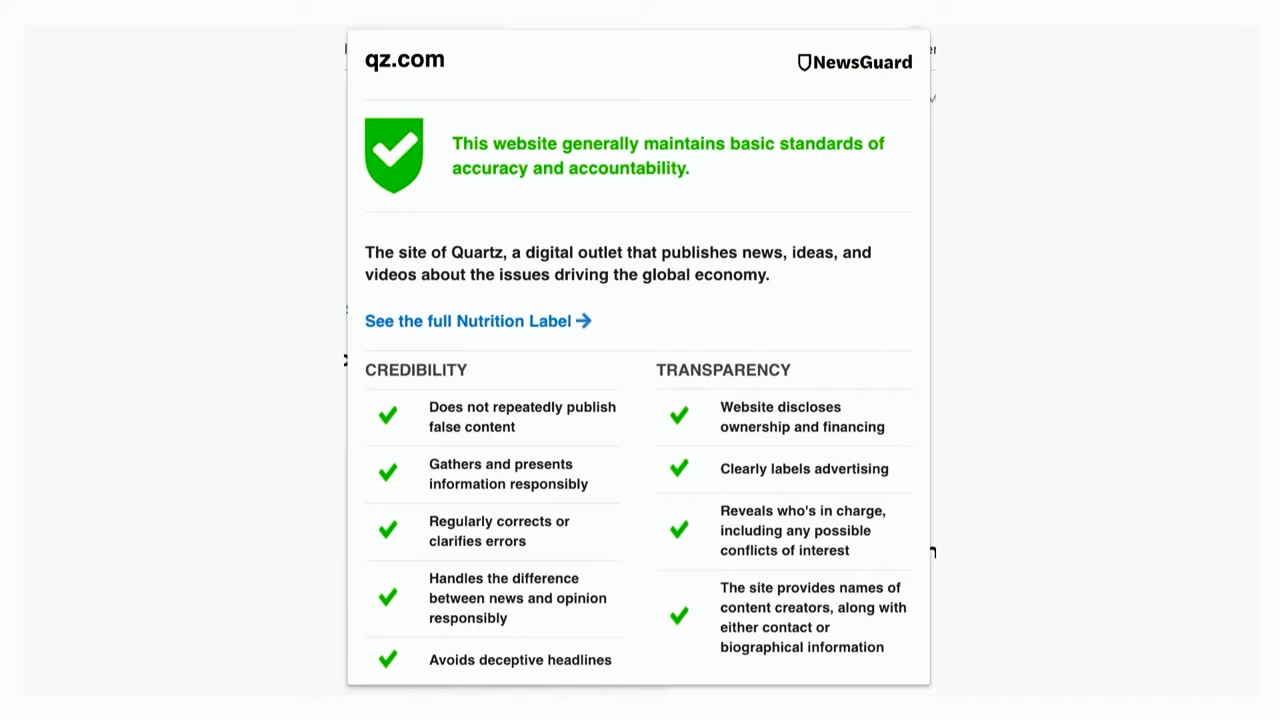 qz.com
NewsGuard
This website generally maintains basic standards of
accuracy and accountability.
The site of Quartz, a digital outlet that publishes news, ideas, and
videos about the issues driving the global economy.
See the full Nutrition Label
CREDIBILITY
Does not repeatedly publish
false content
Gathers and presents
information responsibly
Regularly corrects or
clarifies errors
Handles the difference
between news and opinion
responsibly
Avoids deceptive headlines
TRANSPARENCY
Website discloses
ownership and financing
Clearly labels advertising
Reveals who's in charge,
including any possible
conflicts of interest
The site provides names of
content creators, along with
either contact or
biographical information